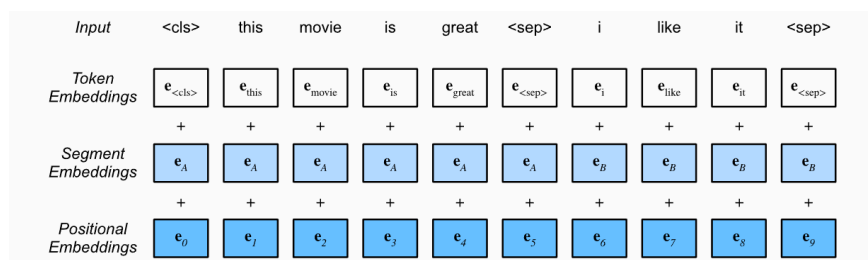 Input <cls> this movie is great <sep> i like it <sep>
Token Embeddings e<cls> ethis emovie eis egreat e<sep> ei elike eit e<sep>
+ + + + + + + + + +
Segment Embeddings eA eA eA eA eA eA eB eB eB eB
+ + + + + + + + + +
Positional Embeddings e0 e1 e2 e3 e4 e5 e6 e7 e8 e9